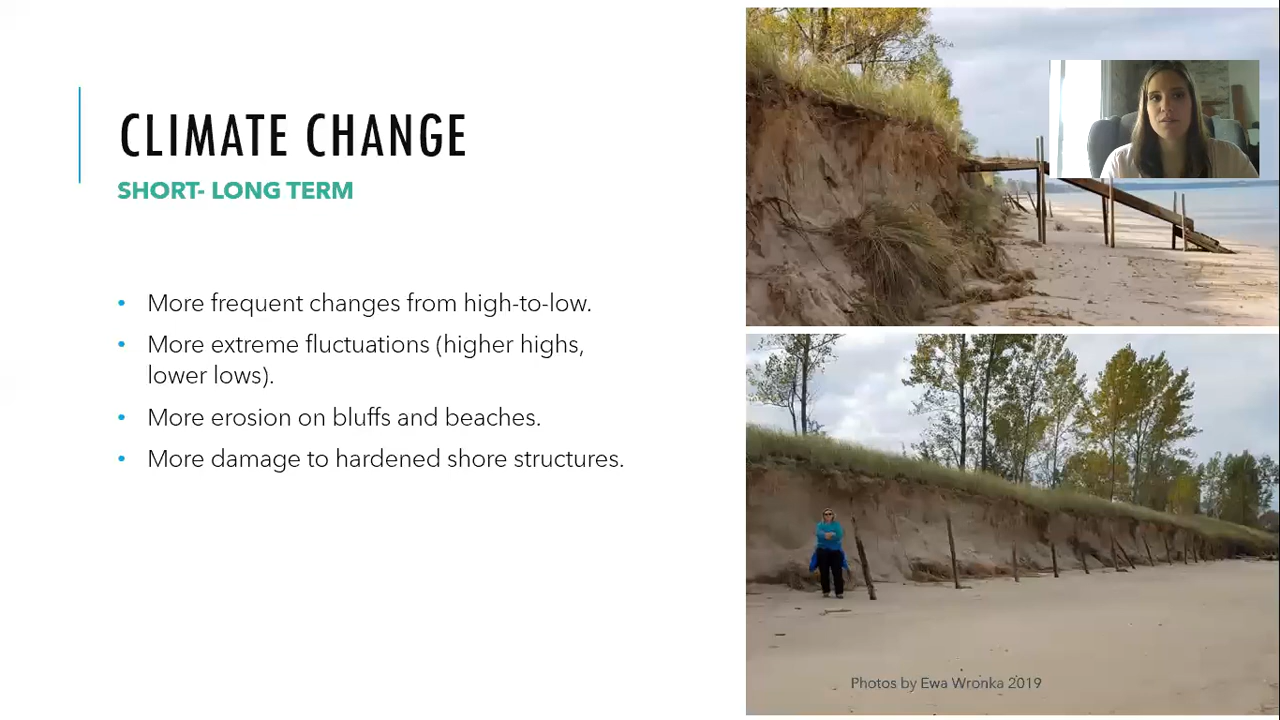 CLIMATE CHANGE
SHORT- LONG TERM
• More frequent changes from high-to-low.
• More extreme fluctuations (higher highs,
lower lows).
• More erosion on bluffs and beaches.
• More damage to hardened shore structures.
Photos by Ewa Wronka 2019